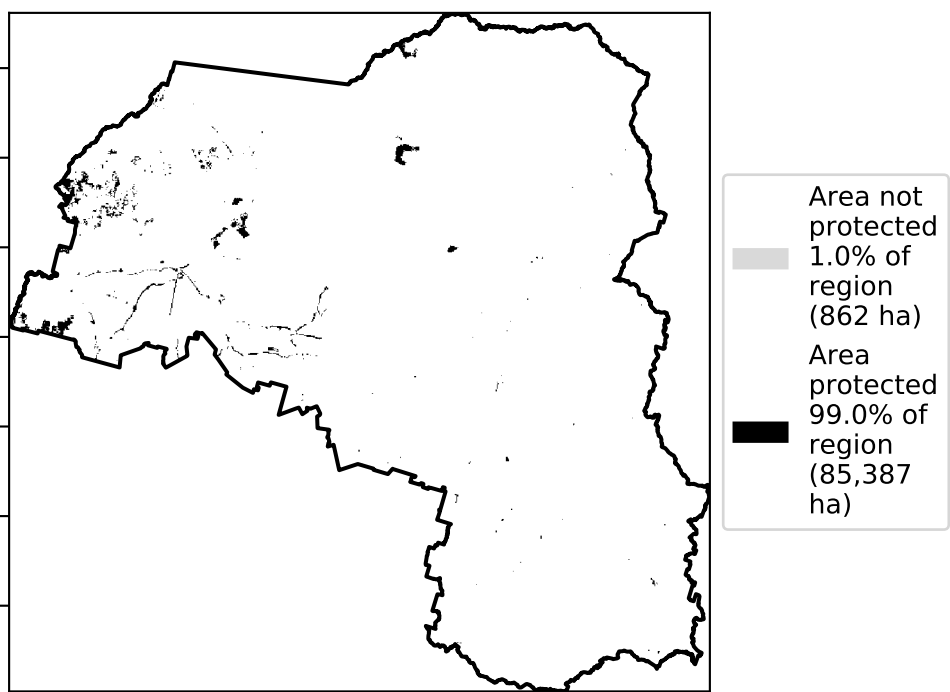 Area not
protected
1.0% of
region
(862 ha)
Area
protected
99.0% of
region
(85,387
ha)